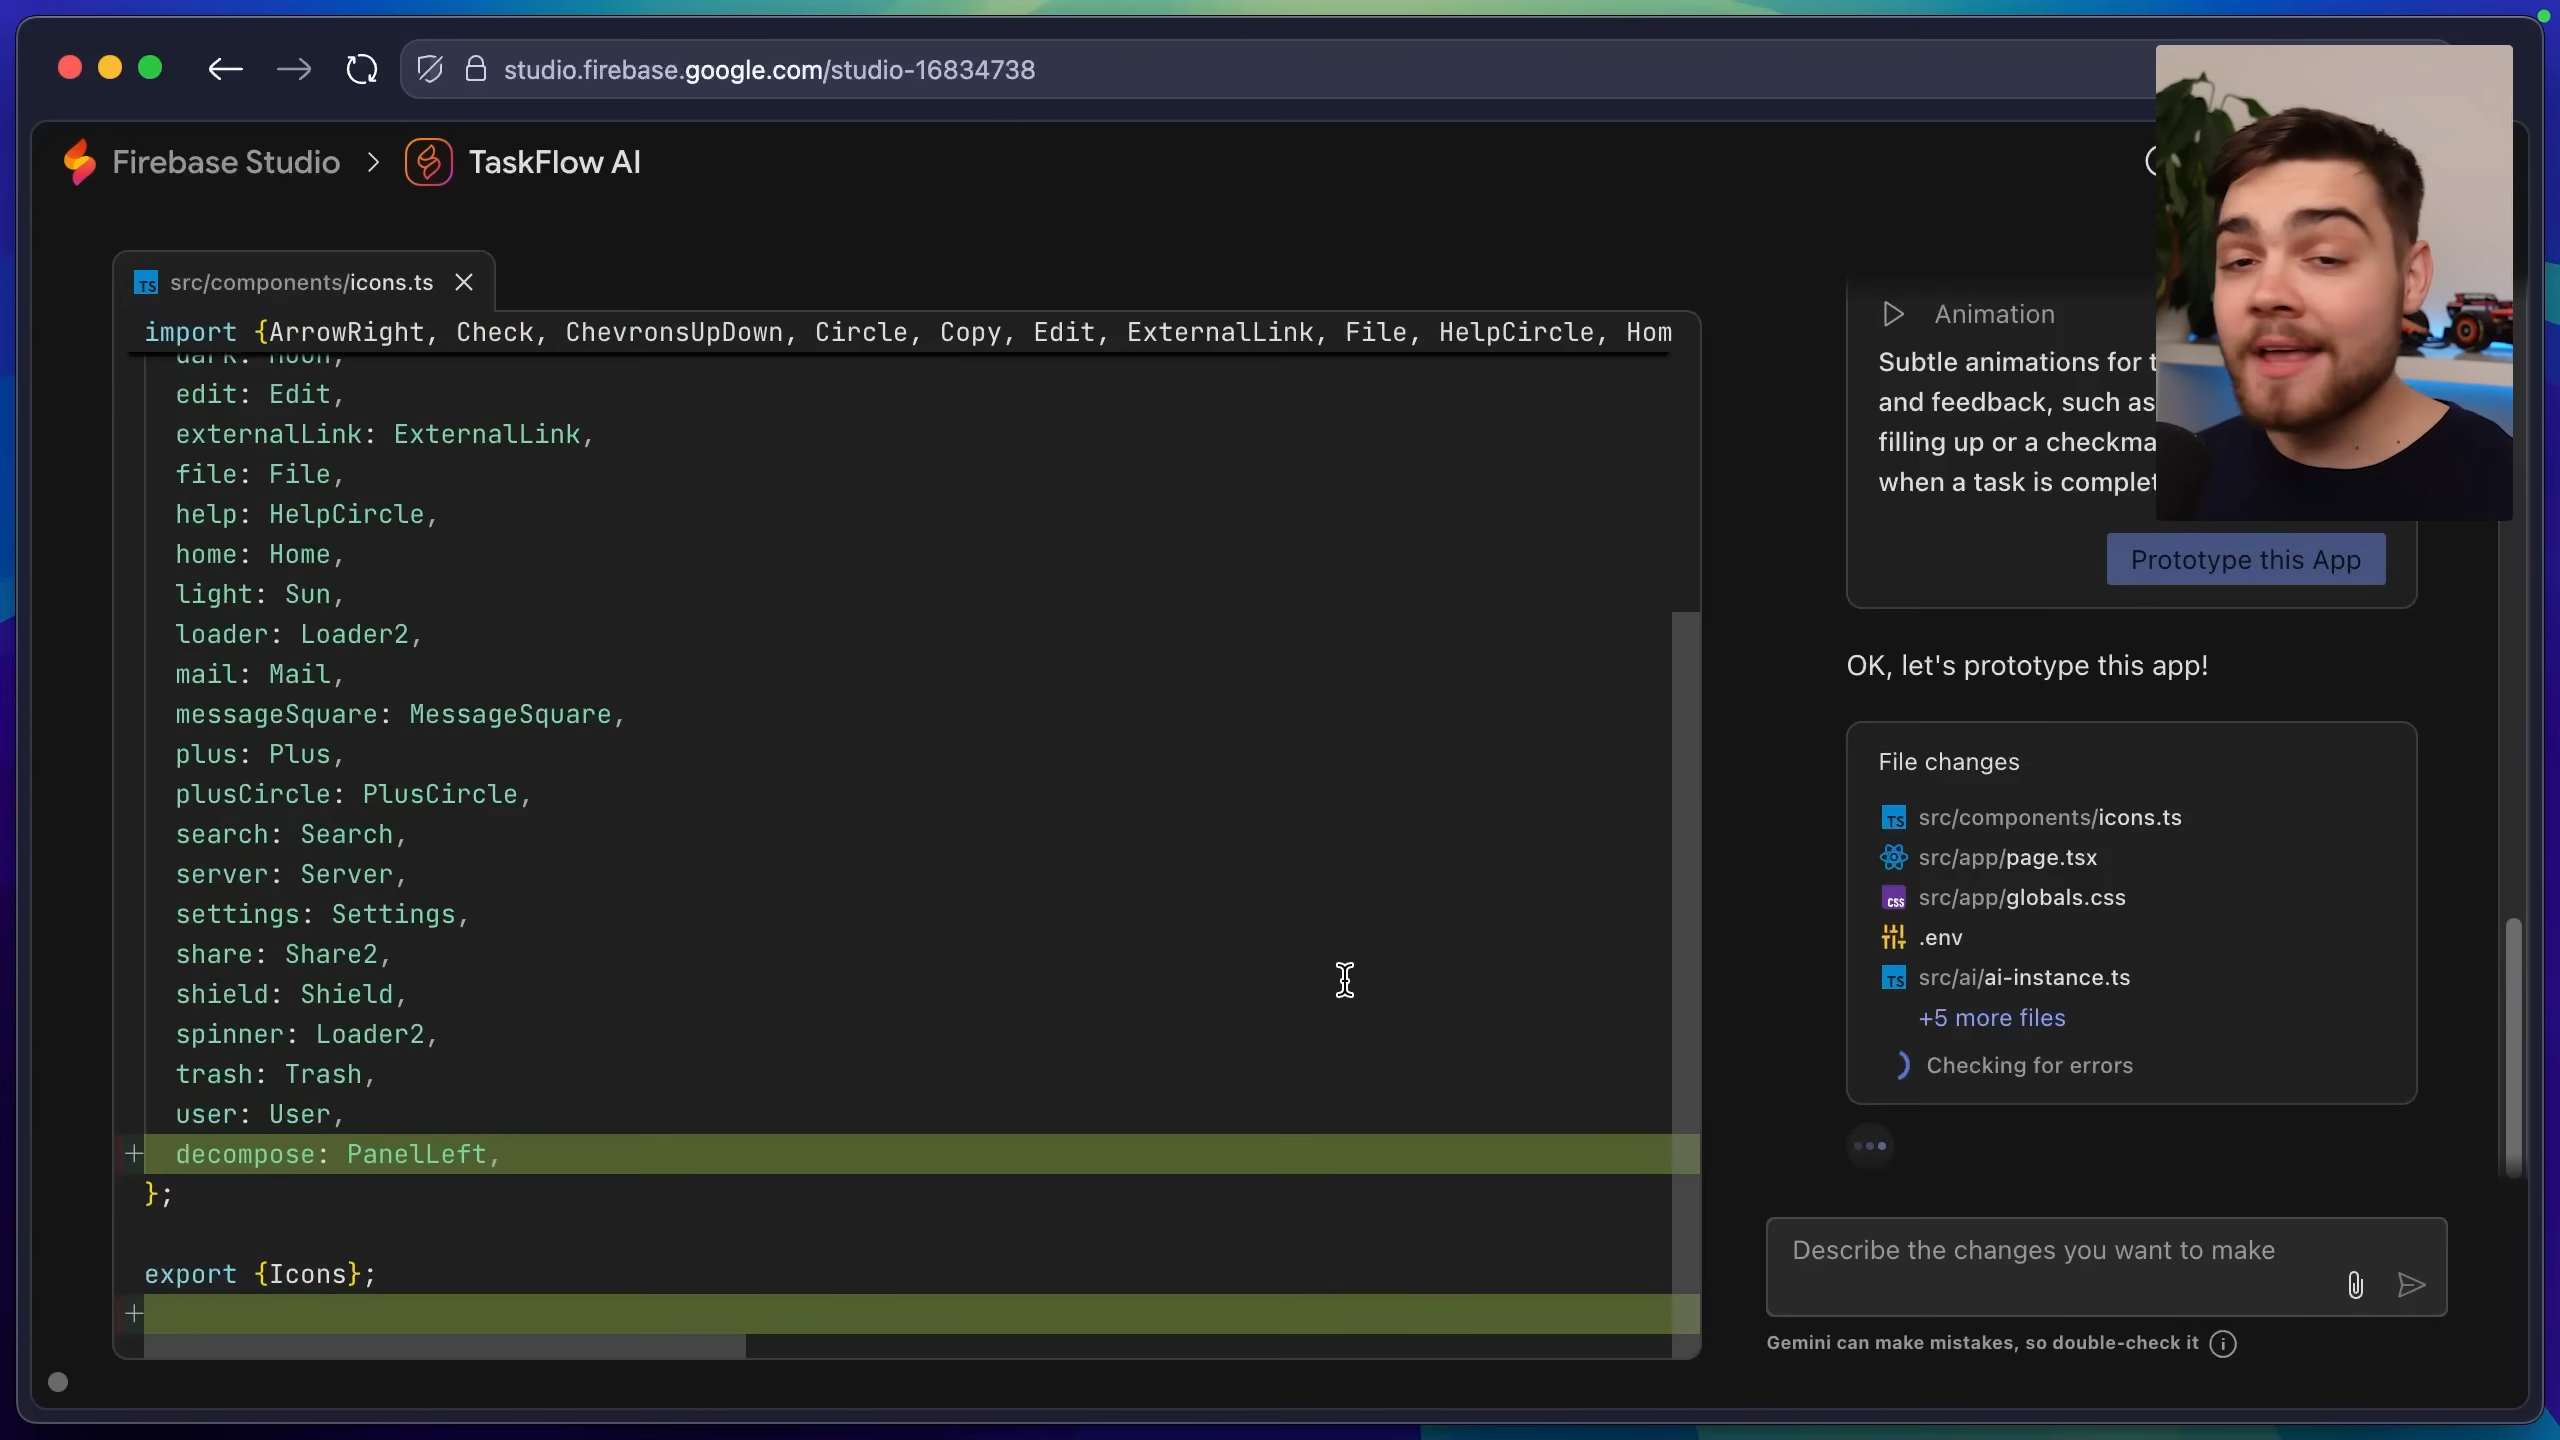 studio.firebase.google.com/studio-16834738
Firebase Studio > TaskFlow AI
TS src/components/icons.ts
import {ArrowRight, Check, ChevronsUpDown, Circle, Copy, Edit, ExternalLink, File, HelpCircle, Hom
dark: Moon,
edit: Edit,
externalLink: ExternalLink,
file: File,
help: HelpCircle,
home: Home,
light: Sun,
loader: Loader2,
mail: Mail,
messageSquare: MessageSquare,
plus: Plus,
plusCircle: PlusCircle,
search: Search,
server: Server,
settings: Settings,
share: Share2,
shield: Shield,
spinner: Loader2,
trash: Trash,
user: User,
+ decompose: PanelLeft,
};
export {Icons};
+
Animation
Subtle animations for
and feedback, such as
filling up or a
when a task is
Prototype this App
OK, let's prototype this app!
File changes
TS src/components/icons.ts
src/app/page.tsx
CSS src/app/globals.css
.env
TS src/ai/ai-instance.ts
+5 more files
Checking for errors
Describe the changes you want to make
Gemini can make mistakes, so double-check it